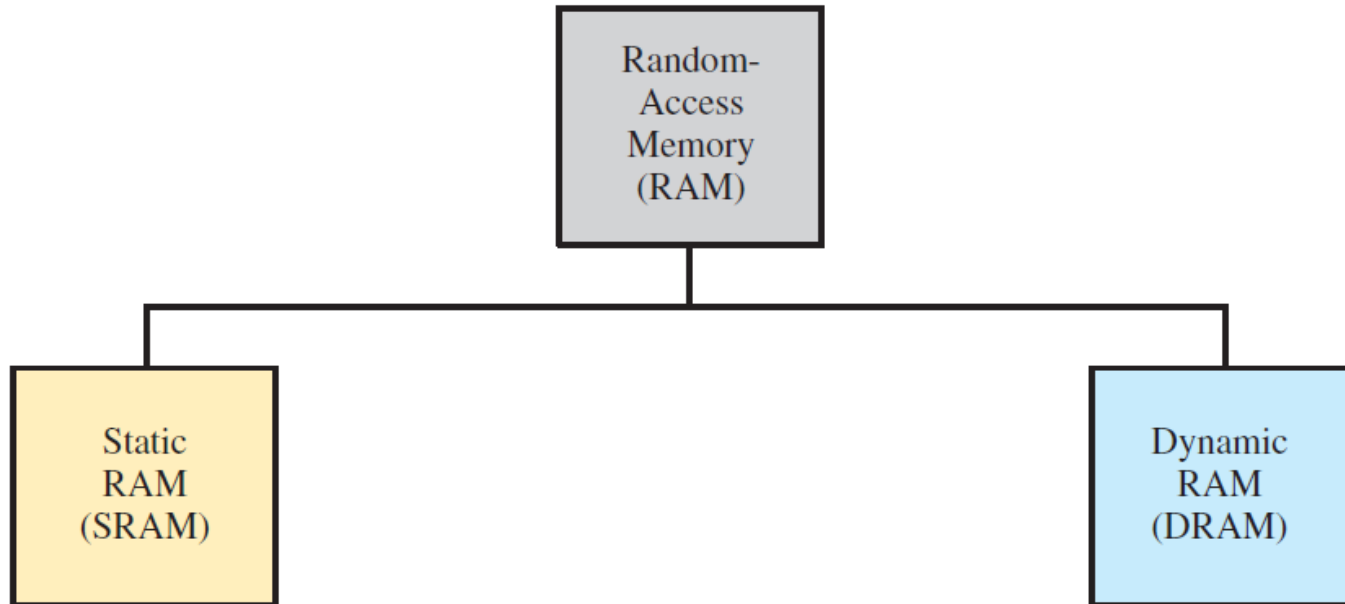 Random-
Access
Memory
(RAM)
Static
RAM
(SRAM)
Dynamic
RAM
(DRAM)